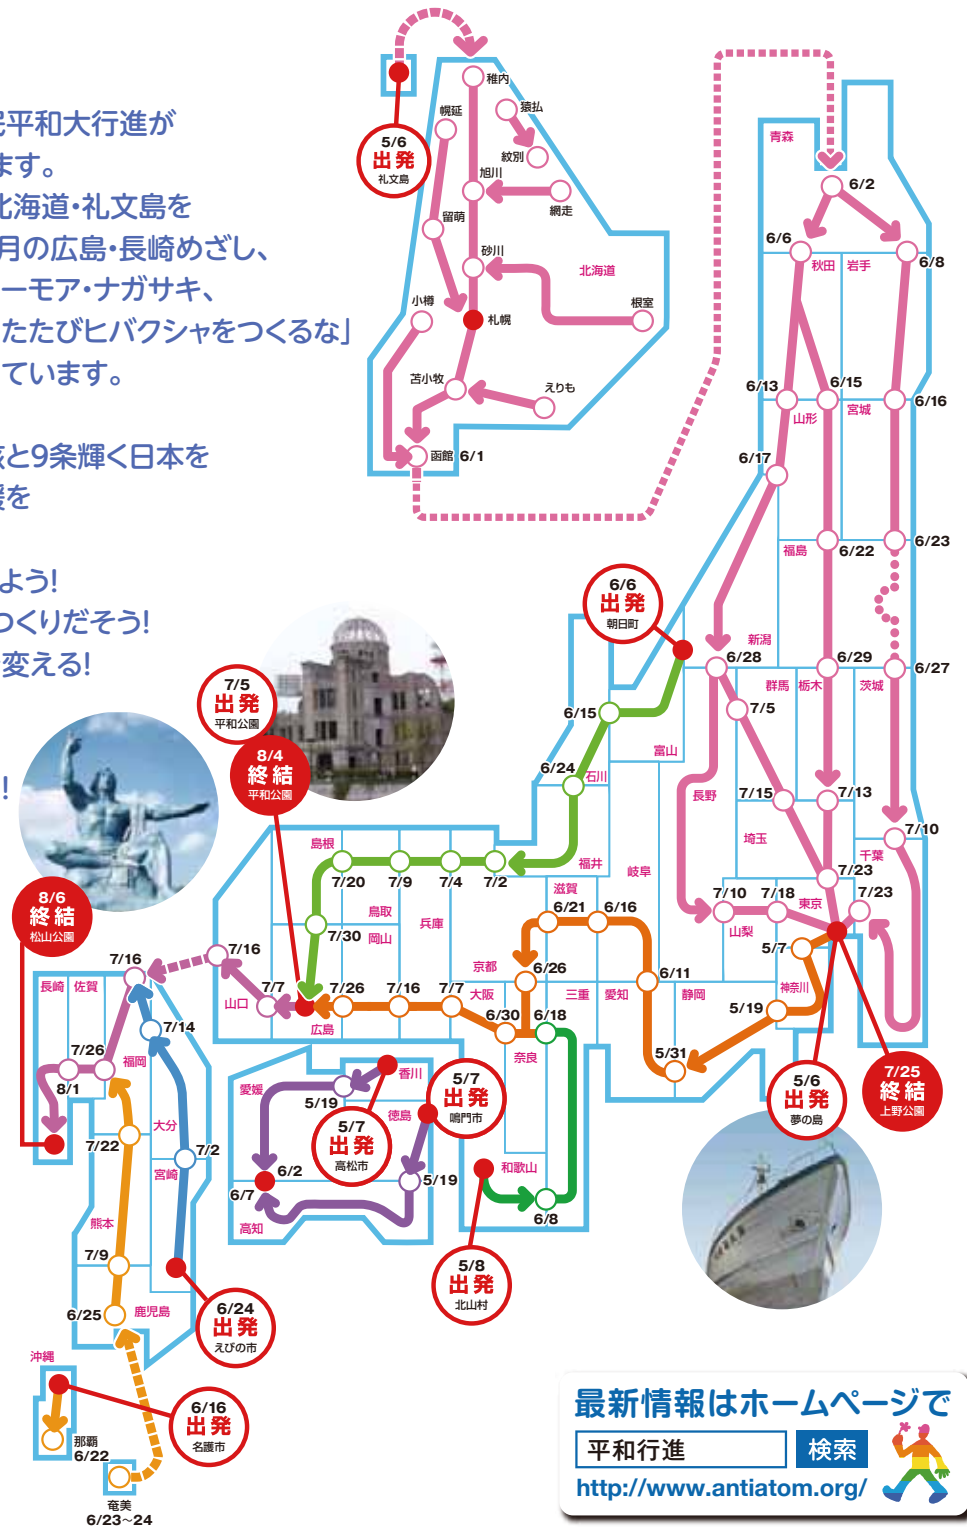 民平和大行進が
ます。
北海道・礼文島を
月の広島・長崎めざし、
ーモア・ナガサキ、
たたびヒバクシャをつくるな」
ています。
と9条輝く日本を
を
よう!
つくりだそう!
変える!
!
5/6
出発
礼文島
稚内
幌延
猿払
紋別
旭川
網走
留萌
砂川
北海道
小樽
根室
札幌
苫小牧
えりも
函館 6/1
青森
6/2
6/6
秋田
岩手
6/8
6/13
山形
6/15
宮城
6/16
6/17
福島
6/22
6/23
6/6
出発
朝日町
新潟
6/28
群馬
栃木
6/29
茨城
6/27
7/5
出発
平和公園
8/4
終結
平和公園
6/15
富山
7/5
6/24
石川
長野
7/15
7/13
7/10
埼玉
千葉
島根
7/20
7/9
7/4
7/2
福井
岐阜
滋賀
7/23
鳥取
岡山
兵庫
7/30
6/21
6/16
7/10
7/18
東京
7/23
山梨
5/7
8/6
終結
松山公園
7/16
7/16
長崎
佐賀
山口
7/7
広島
7/26
7/16
7/7
京都
大阪
6/26
三重
愛知
6/11
静岡
神奈川
5/19
7/14
7/26
福岡
8/1
6/30
6/18
奈良
5/31
7/25
終結
上野公園
5/6
出発
夢の島
愛媛
5/19
香川
徳島
5/7
出発
鳴門市
5/7
出発
高松市
7/22
大分
7/2
宮崎
6/2
6/7
高知
5/19
和歌山
6/8
熊本
7/9
5/8
出発
北山村
6/25
鹿児島
6/24
出発
えびの市
沖縄
6/16
出発
名護市
那覇
6/22
奄美
6/23〜24
最新情報はホームページで
平和行進
検索
http://www.antiatom.org/